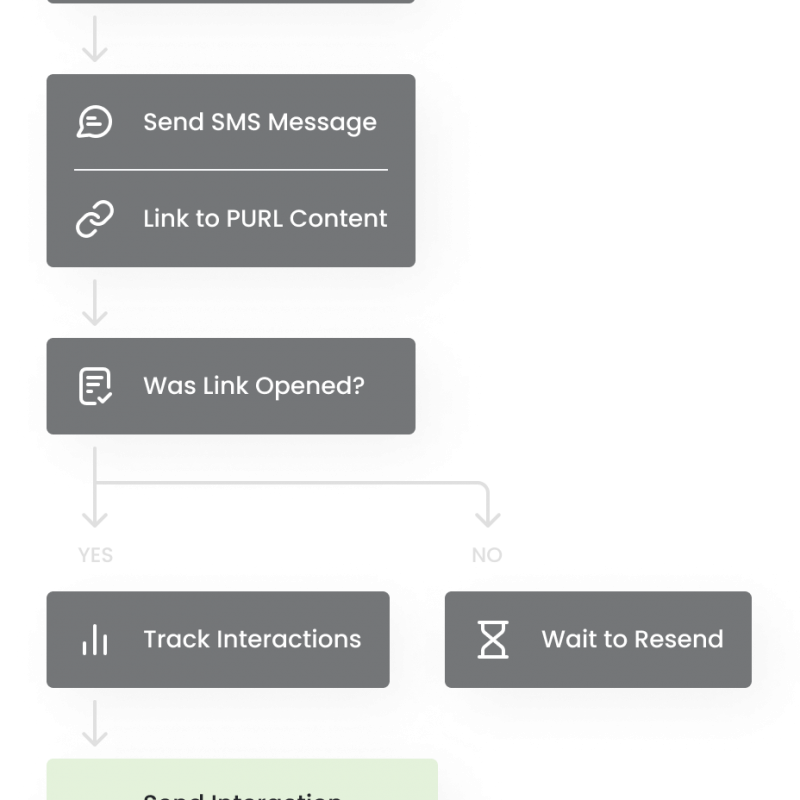 Send SMS Message
Link to PURL Content
Was Link Opened?
YES
NO
Track Interactions
Wait to Resend
Send Interaction